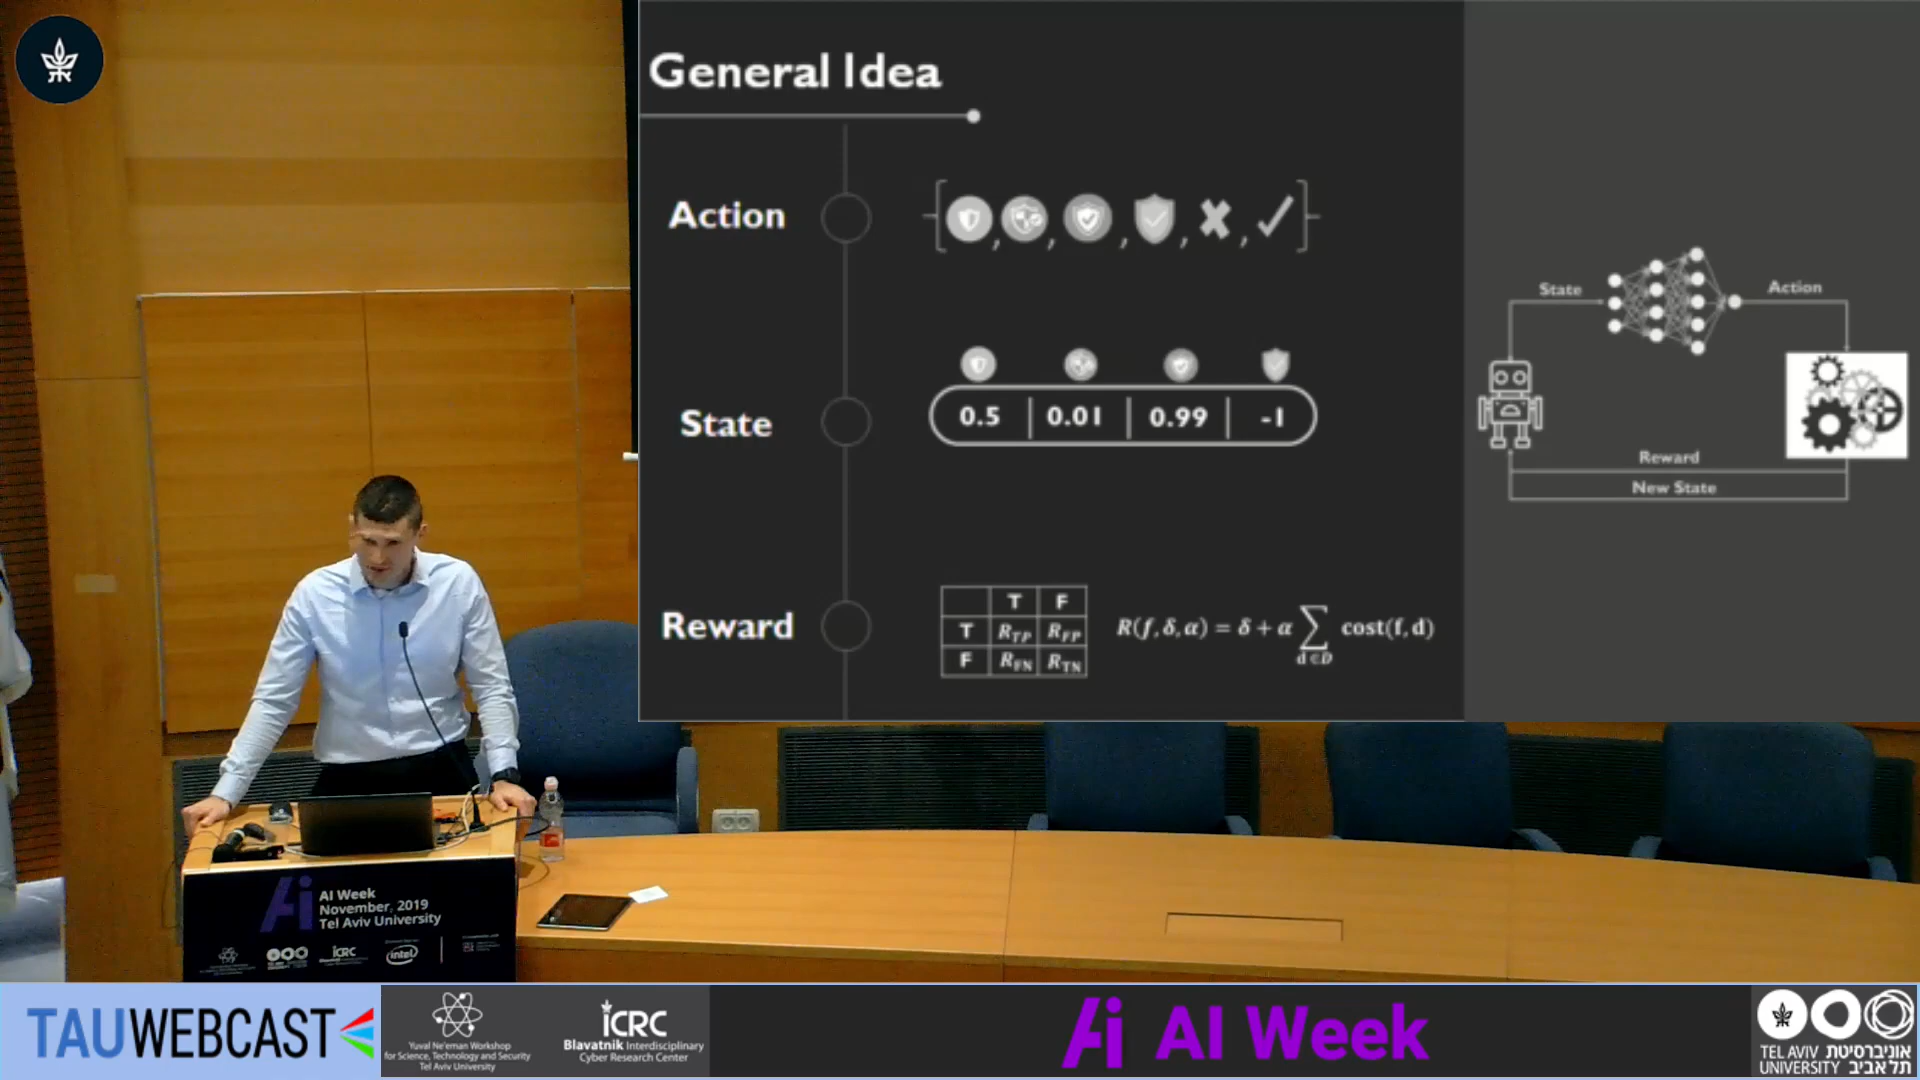 General Idea
Action
{ , , , , ✖ , ✓ }
State
0.5 | 0.01 | 0.99 | -1
Reward
T F
T R_TP R_FP
F R_FN R_TN
R(f, δ, α) = δ + α ∑ cost(f, d)
d ∈ D
State
Action
Reward
New State
Ai
AI Week
November, 2019
Tel Aviv University
ICRC
intel
TAUWEBCAST
Yuval Ne'eman Workshop
for Science, Technology and Security
Tel Aviv University
ICRC
Blavatnik Interdisciplinary
Cyber Research Center
Ai AI Week
TEL AVIV אוניברסיטת
UNIVERSITY תל אביב